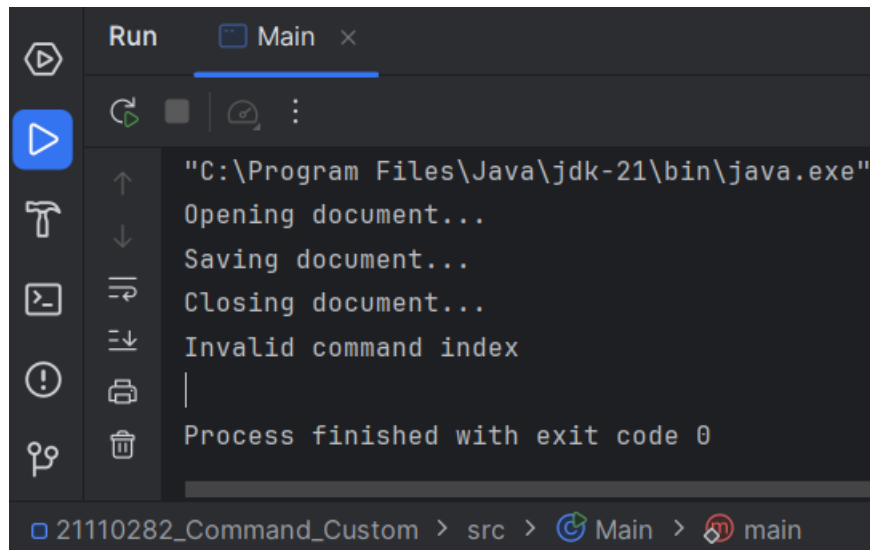 Run Main ×
"C:\Program Files\Java\jdk-21\bin\java.exe"
Opening document...
Saving document...
Closing document...
Invalid command index
Process finished with exit code 0
21110282_Command_Custom > src > Main > main